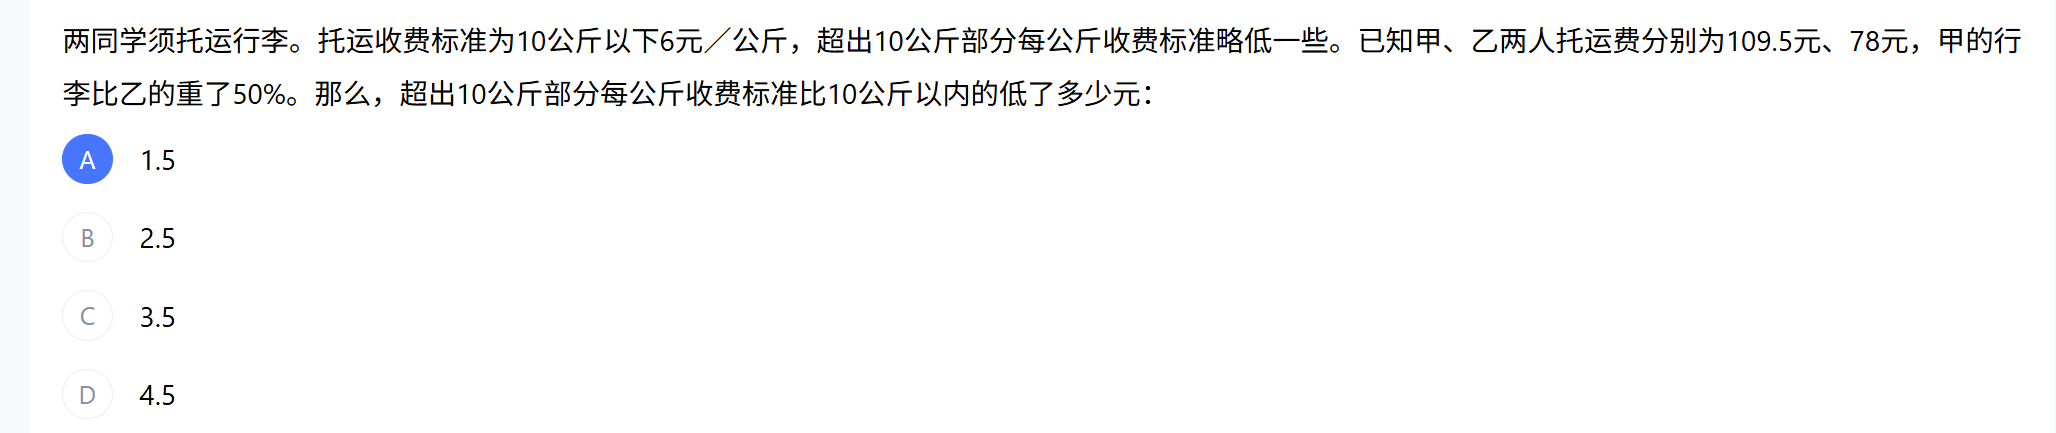 两同学须托运行李。托运收费标准为10公斤以下6元／公斤，超出10公斤部分每公斤收费标准略低一些。已知甲、乙两人托运费分别为109.5元、78元，甲的行
李比乙的重了50%。那么，超出10公斤部分每公斤收费标准比10公斤以内的低了多少元：
A 1.5
B 2.5
C 3.5
D 4.5